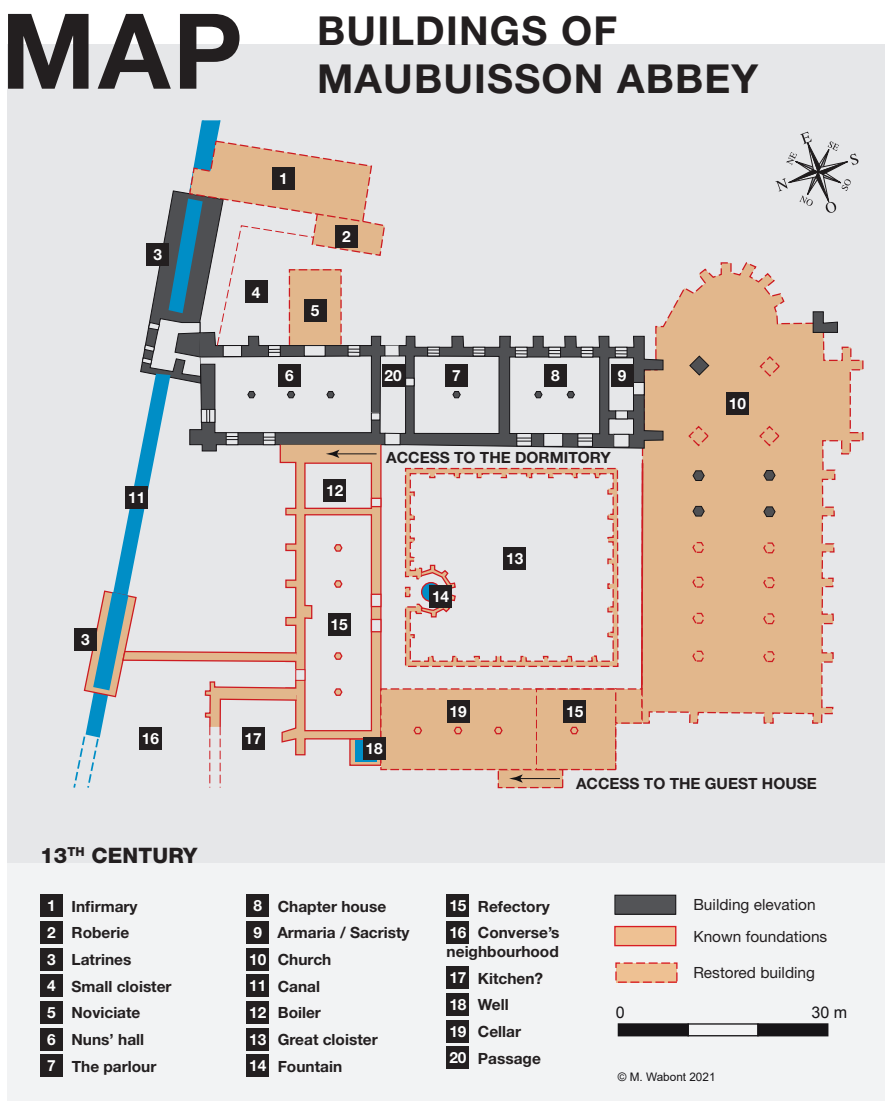 MAP
BUILDINGS OF
MAUBUISSON ABBEY
E
SE
S
SO
O
NO
N
NE
1
2
3
4
5
6
20
7
8
9
10
ACCESS TO THE DORMITORY
12
11
13
14
15
3
19
15
16
17
18
ACCESS TO THE GUEST HOUSE
13TH CENTURY
1 Infirmary
2 Roberie
3 Latrines
4 Small cloister
5 Noviciate
6 Nuns' hall
7 The parlour
8 Chapter house
9 Armaria / Sacristy
10 Church
11 Canal
12 Boiler
13 Great cloister
14 Fountain
15 Refectory
16 Converse's
neighbourhood
17 Kitchen?
18 Well
19 Cellar
20 Passage
Building elevation
Known foundations
Restored building
0 30 m
© M. Wabont 2021